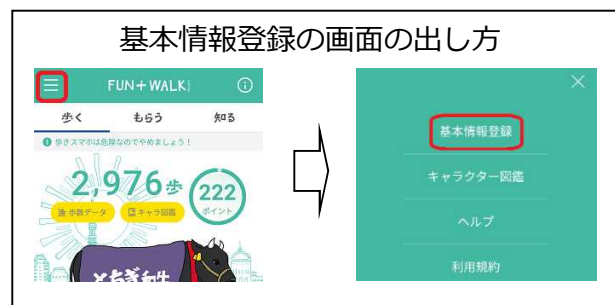 基本情報登録の画面の出し方
FUN+WALK
歩く もらう 知る
歩きスマホは危険なのでやめましょう!
2,976歩
222
ポイント
歩数データ キャラ図鑑
とちぎ和牛
基本情報登録
キャラクター図鑑
ヘルプ
利用規約